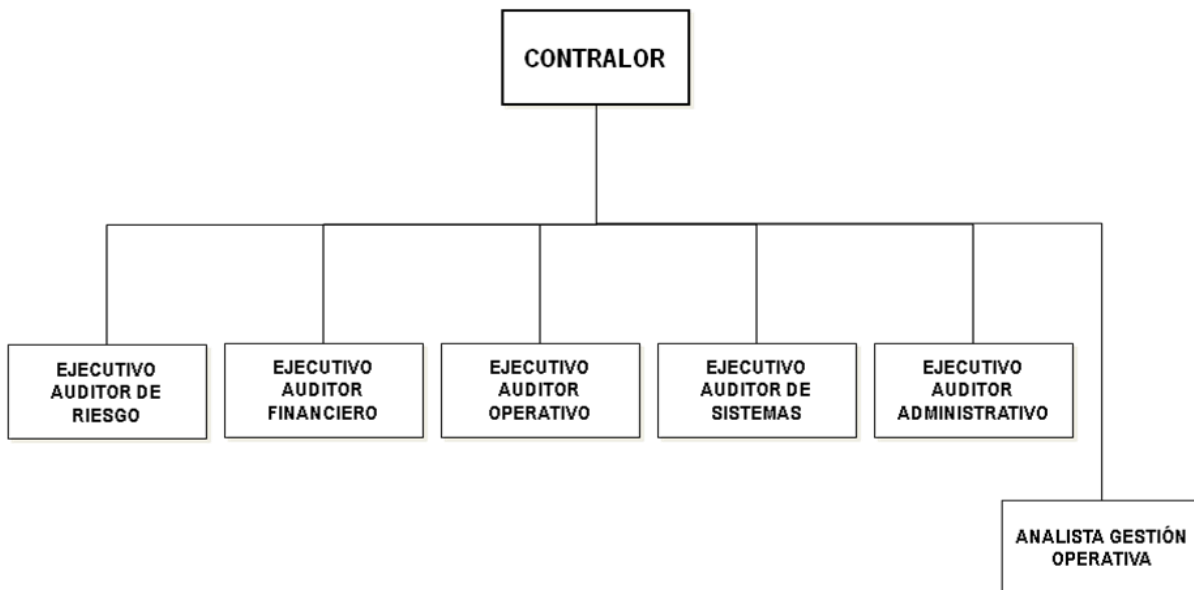 CONTRALOR
EJECUTIVO
AUDITOR DE
RIESGO
EJECUTIVO
AUDITOR
FINANCIERO
EJECUTIVO
AUDITOR
OPERATIVO
EJECUTIVO
AUDITOR DE
SISTEMAS
EJECUTIVO
AUDITOR
ADMINISTRATIVO
ANALISTA GESTIÓN
OPERATIVA